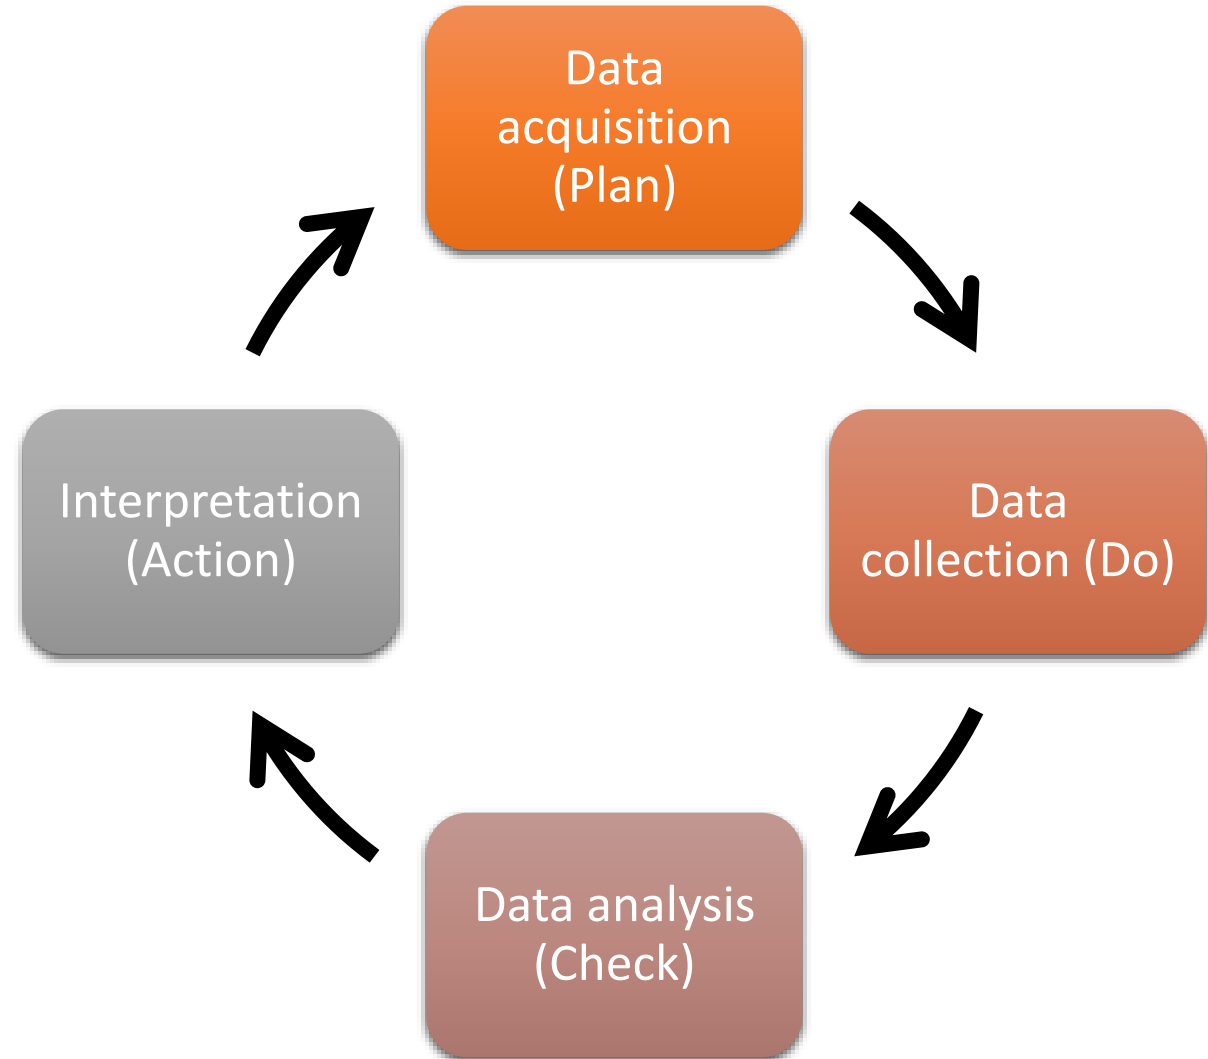 Data
acquisition
(Plan)
Data
collection (Do)
Data analysis
(Check)
Interpretation
(Action)